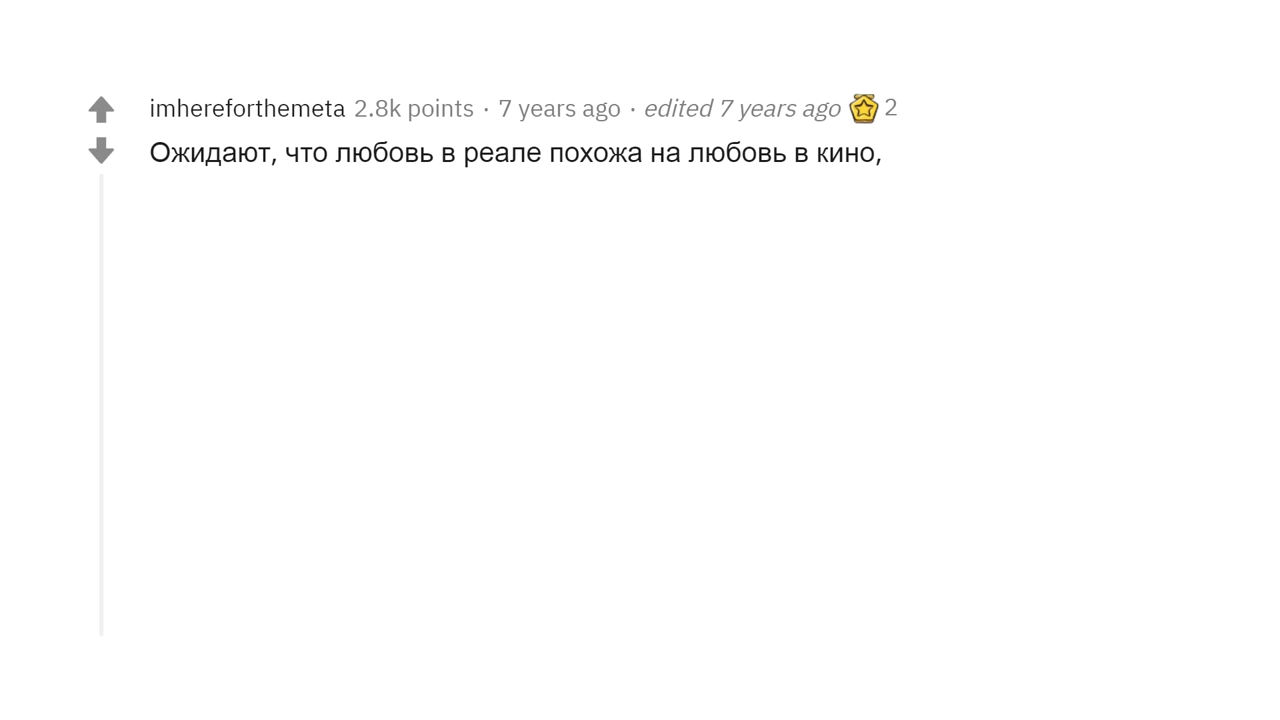 imhereforthemeta 2.8k points · 7 years ago · edited 7 years ago 2
Ожидают, что любовь в реале похожа на любовь в кино,